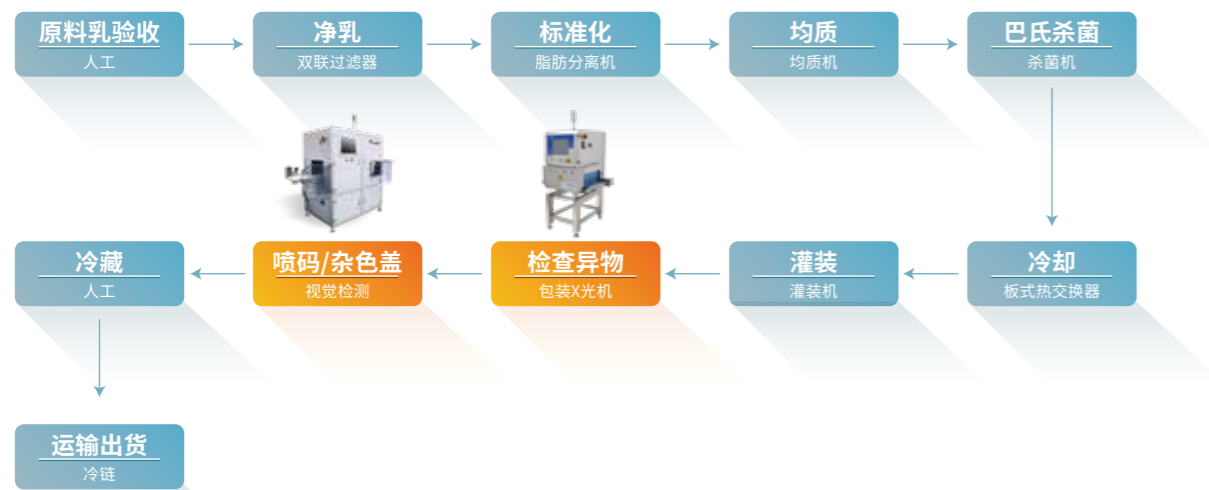 原料乳验收
人工
净乳
双联过滤器
标准化
脂肪分离机
均质
均质机
巴氏杀菌
杀菌机
冷却
板式热交换器
灌装
灌装机
检查异物
包装X光机
喷码/杂色盖
视觉检测
冷藏
人工
运输出货
冷链